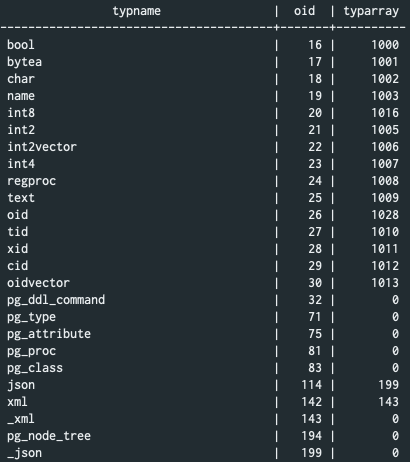 typname | oid | typarray
----------------------------------------+-------+----------
bool | 16 | 1000
bytea | 17 | 1001
char | 18 | 1002
name | 19 | 1003
int8 | 20 | 1016
int2 | 21 | 1005
int2vector | 22 | 1006
int4 | 23 | 1007
regproc | 24 | 1008
text | 25 | 1009
oid | 26 | 1028
tid | 27 | 1010
xid | 28 | 1011
cid | 29 | 1012
oidvector | 30 | 1013
pg_ddl_command | 32 | 0
pg_type | 71 | 0
pg_attribute | 75 | 0
pg_proc | 81 | 0
pg_class | 83 | 0
json | 114 | 199
xml | 142 | 143
_xml | 143 | 0
pg_node_tree | 194 | 0
_json | 199 | 0